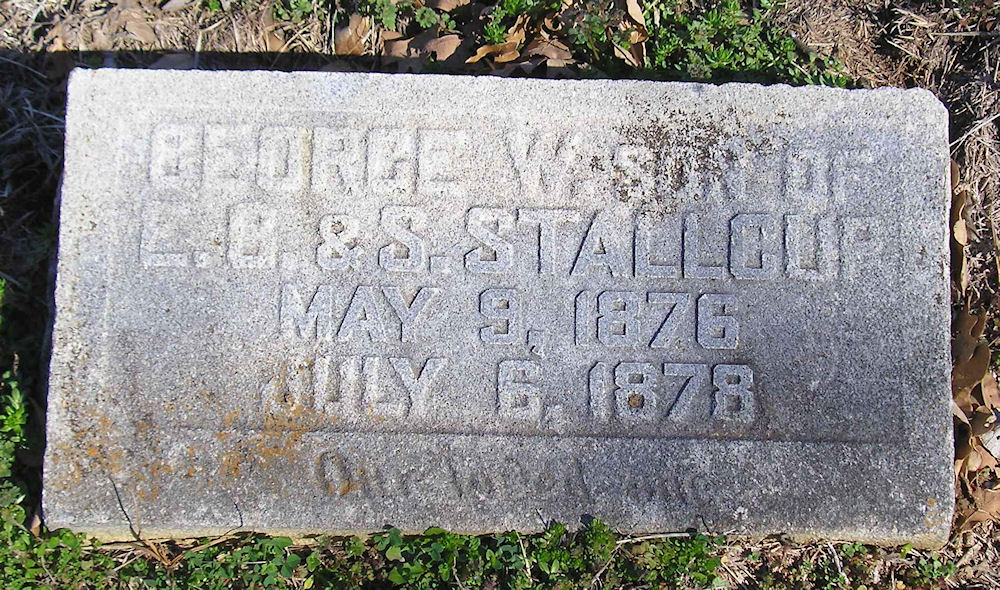 GEORGE W. SON OF
L.C. & S. STALLCUP
MAY 9, 1876
JULY 6, 1878